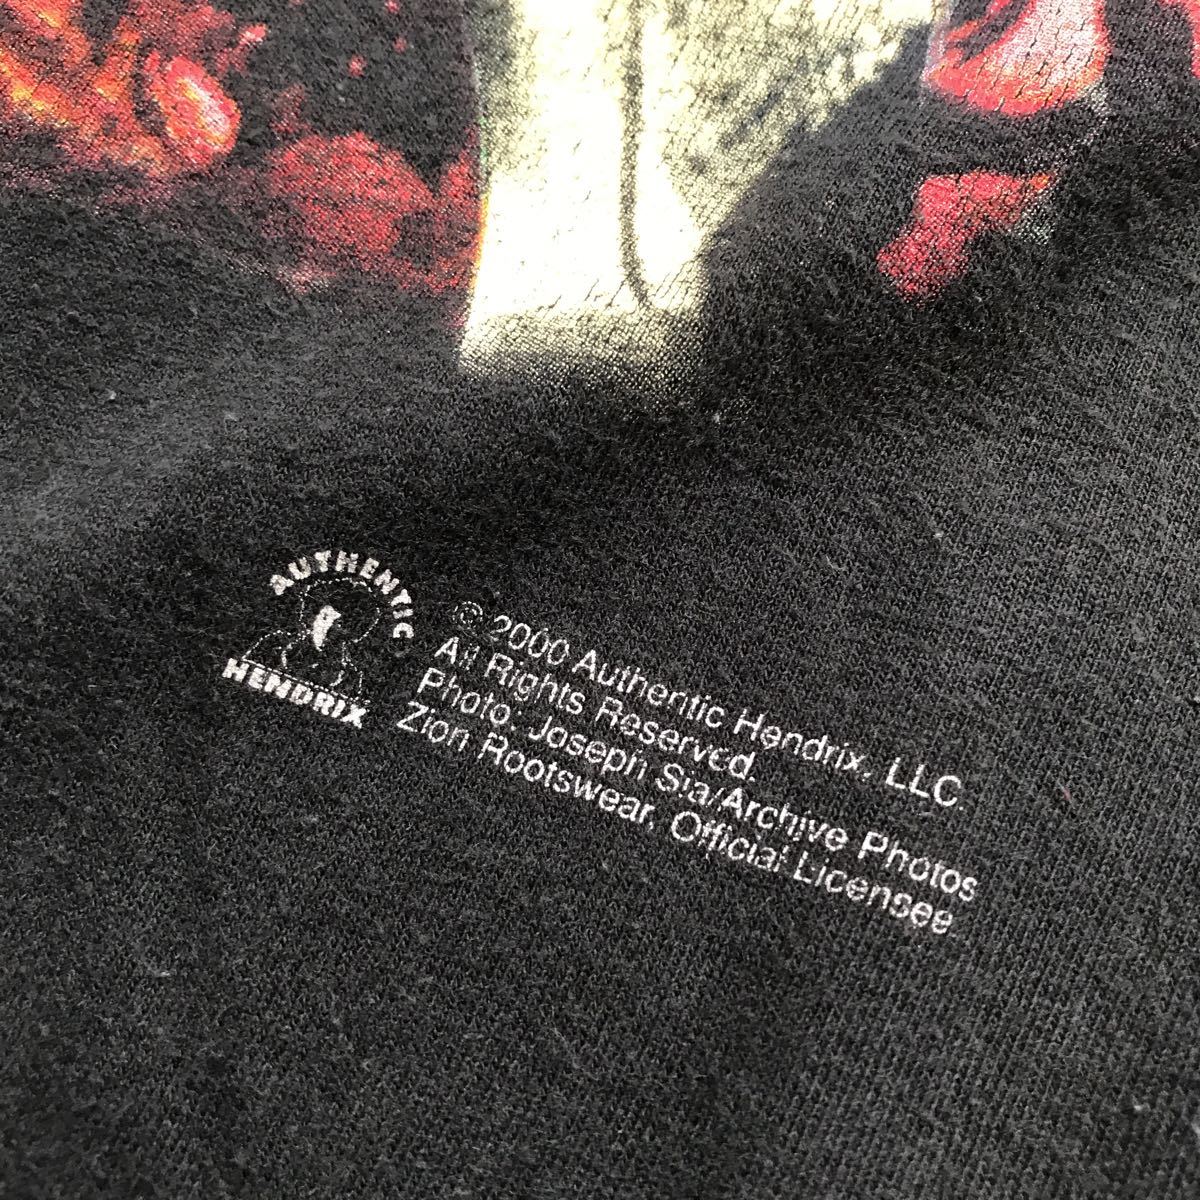 AUTHENTIC
HENDRIX
© 2000 Authentic Hendrix, LLC.
All Rights Reserved.
Photo: Joseph Sia/Archive Photos
Zion Rootswear, Official Licensee.